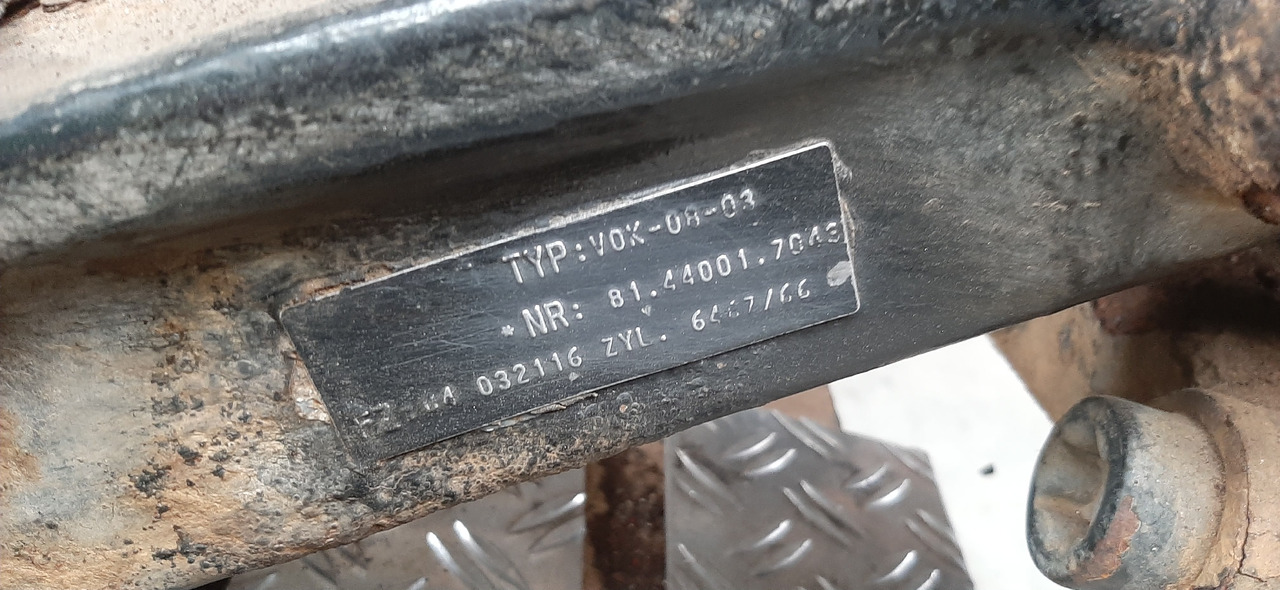 TYP:VOK-08-03
*NR: 81.44001.7043
032116 ZYL.